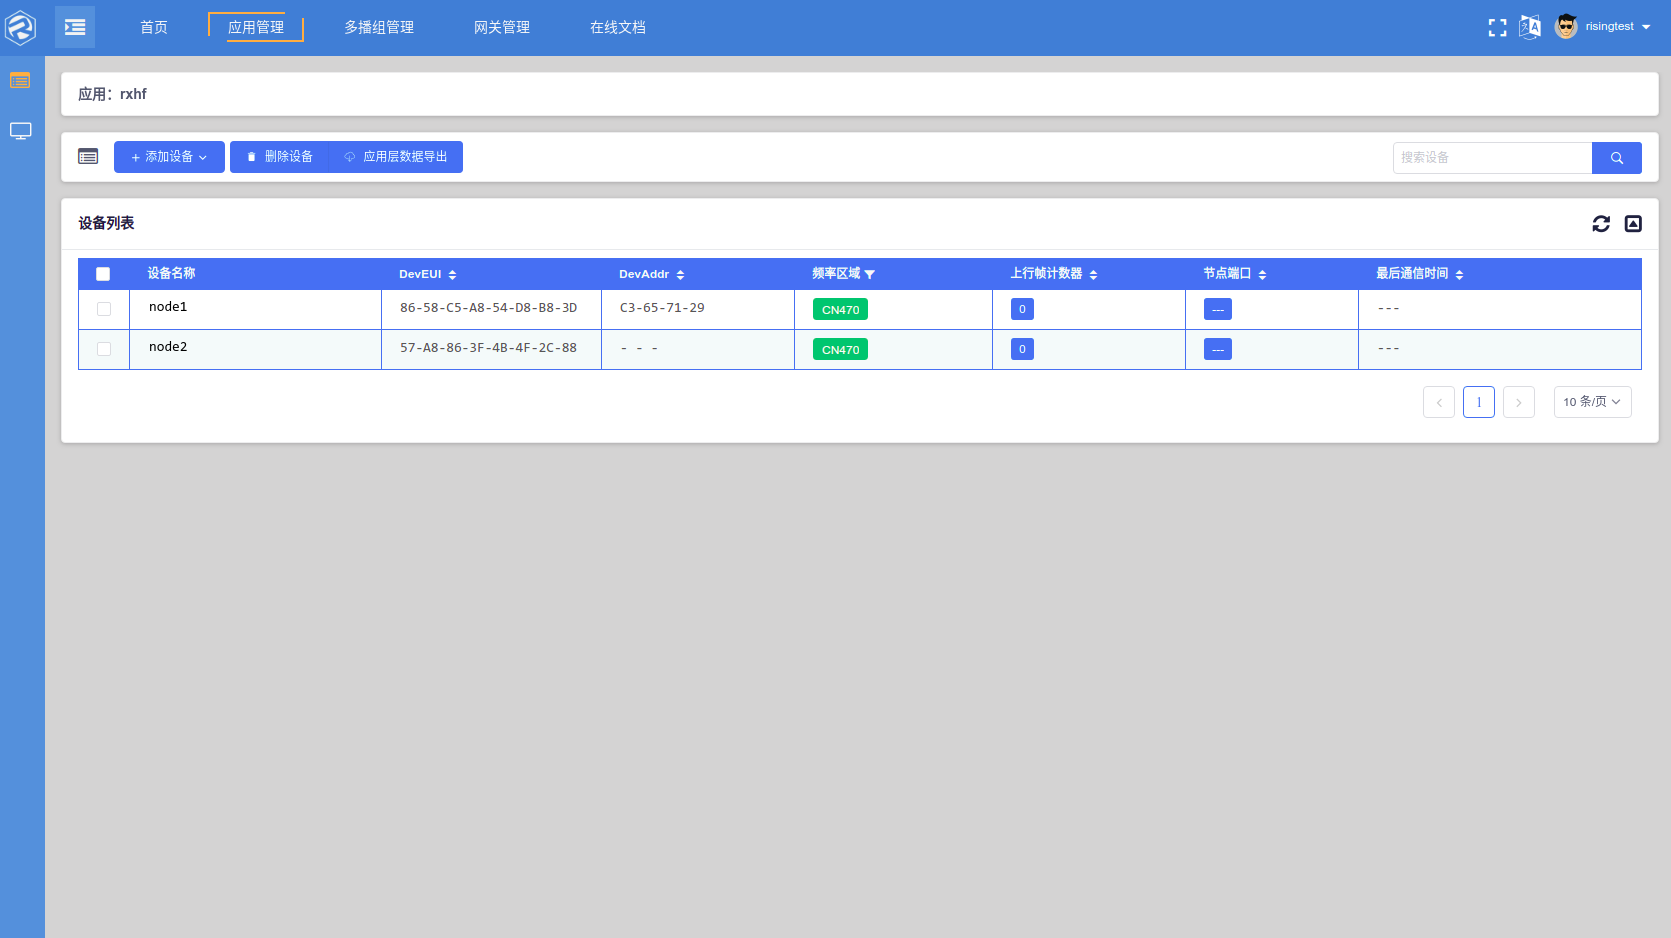 首页 应用管理 多播组管理 网关管理 在线文档 risingtest
应用：rxhf
+ 添加设备 删除设备 应用层数据导出 搜索设备
设备列表
设备名称 DevEUI DevAddr 频率区域 上行帧计数器 节点端口 最后通信时间
node1 86-58-C5-A8-54-D8-B8-3D C3-65-71-29 CN470 0 --- ---
node2 57-A8-86-3F-4B-4F-2C-88 - - - CN470 0 --- ---
< 1 > 10 条/页